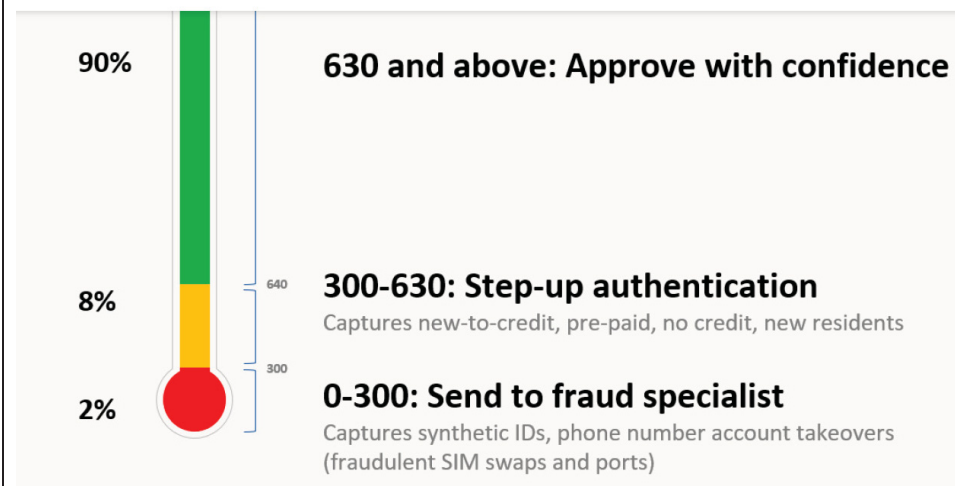 90%
630 and above: Approve with confidence
640
8%
300-630: Step-up authentication
Captures new-to-credit, pre-paid, no credit, new residents
300
2%
0-300: Send to fraud specialist
Captures synthetic IDs, phone number account takeovers
(fraudulent SIM swaps and ports)